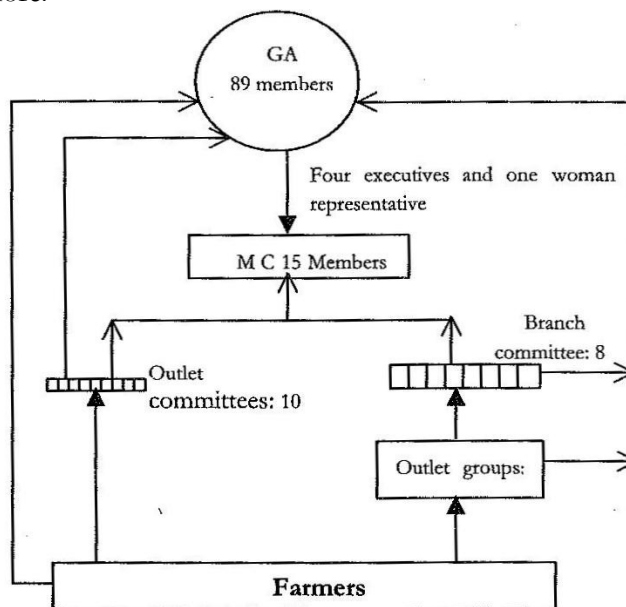 GA
89 members
Four executives and one woman
representative
M C 15 Members
Branch
committee: 8
Outlet
committees: 10
Outlet groups:
Farmers